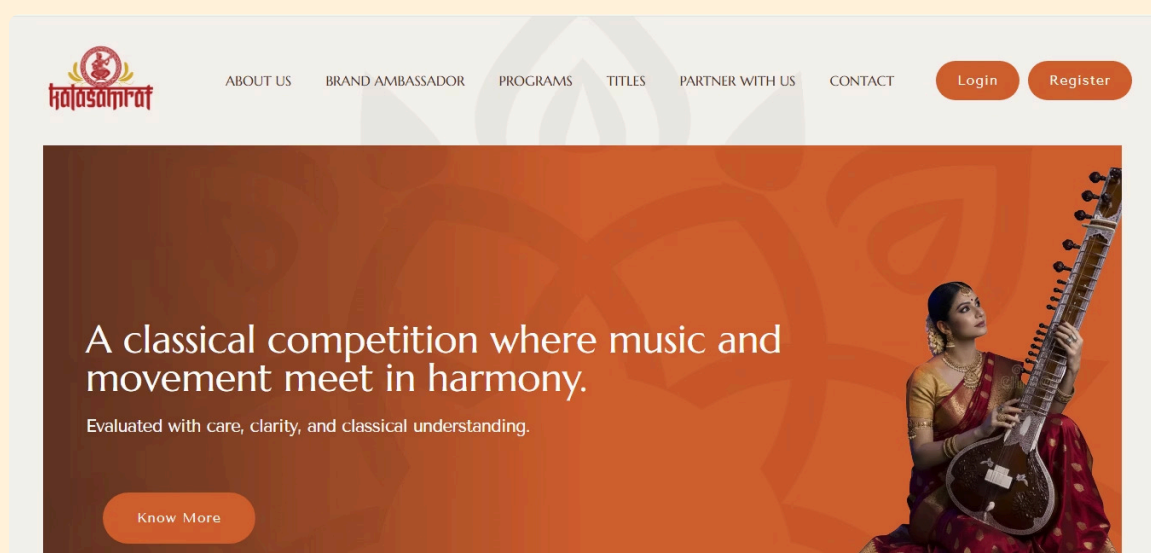 kalasamrat
ABOUT US
BRAND AMBASSADOR
PROGRAMS
TITLES
PARTNER WITH US
CONTACT
Login
Register
A classical competition where music and
movement meet in harmony.
Evaluated with care, clarity, and classical understanding.
Know More